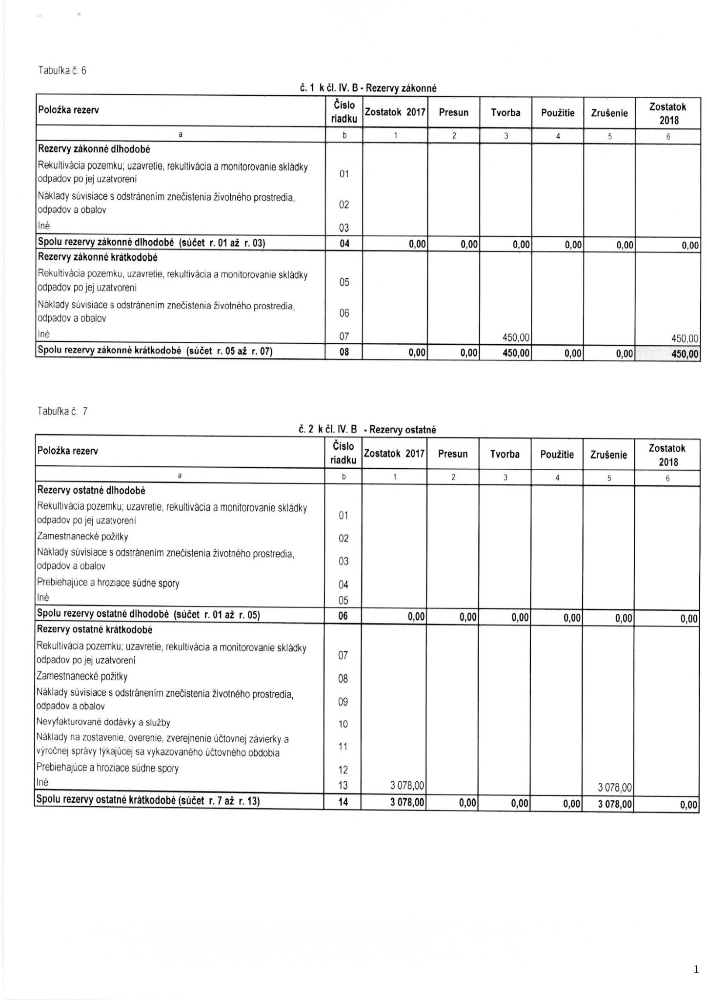 Tabuľka č. 6
č. 1 k čl. IV. B - Rezervy zákonné
Položka rezerv Číslo riadku Zostatok 2017 Presun Tvorba Použitie Zrušenie Zostatok 2018
a b 1 2 3 4 5 6
Rezervy zákonné dlhodobé
Rekultivácia pozemku; uzavretie, rekultivácia a monitorovanie skládky
odpadov po jej uzatvorení 01
Náklady súvisiace s odstránením znečistenia životného prostredia,
odpadov a obalov 02
Iné 03
Spolu rezervy zákonné dlhodobé (súčet r. 01 až r. 03) 04 0,00 0,00 0,00 0,00 0,00 0,00
Rezervy zákonné krátkodobé
Rekultivácia pozemku, uzavretie, rekultivácia a monitorovanie skládky
odpadov po jej uzatvorení 05
Náklady súvisiace s odstránením znečistenia životného prostredia,
odpadov a obalov 06
Iné 07 450,00 450,00
Spolu rezervy zákonné krátkodobé (súčet r. 05 až r. 07) 08 0,00 0,00 450,00 0,00 0,00 450,00
Tabuľka č. 7
č. 2 k čl. IV. B - Rezervy ostatné
Položka rezerv Číslo riadku Zostatok 2017 Presun Tvorba Použitie Zrušenie Zostatok 2018
a b 1 2 3 4 5 6
Rezervy ostatné dlhodobé
Rekultivácia pozemku; uzavretie, rekultivácia a monitorovanie skládky
odpadov po jej uzatvorení 01
Zamestnanecké požitky 02
Náklady súvisiace s odstránením znečistenia životného prostredia,
odpadov a obalov 03
Prebiehajúce a hroziace súdne spory 04
Iné 05
Spolu rezervy ostatné dlhodobé (súčet r. 01 až r. 05) 06 0,00 0,00 0,00 0,00 0,00 0,00
Rezervy ostatné krátkodobé
Rekultivácia pozemku; uzavretie, rekultivácia a monitorovanie skládky
odpadov po jej uzatvorení 07
Zamestnanecké požitky 08
Náklady súvisiace s odstránením znečistenia životného prostredia,
odpadov a obalov 09
Nevyfakturované dodávky a služby 10
Náklady na zostavenie, overenie, zverejnenie účtovnej závierky a
výročnej správy týkajúcej sa vykazovaného účtovného obdobia 11
Prebiehajúce a hroziace súdne spory 12
Iné 13 3 078,00 3 078,00
Spolu rezervy ostatné krátkodobé (súčet r. 7 až r. 13) 14 3 078,00 0,00 0,00 0,00 3 078,00 0,00
1